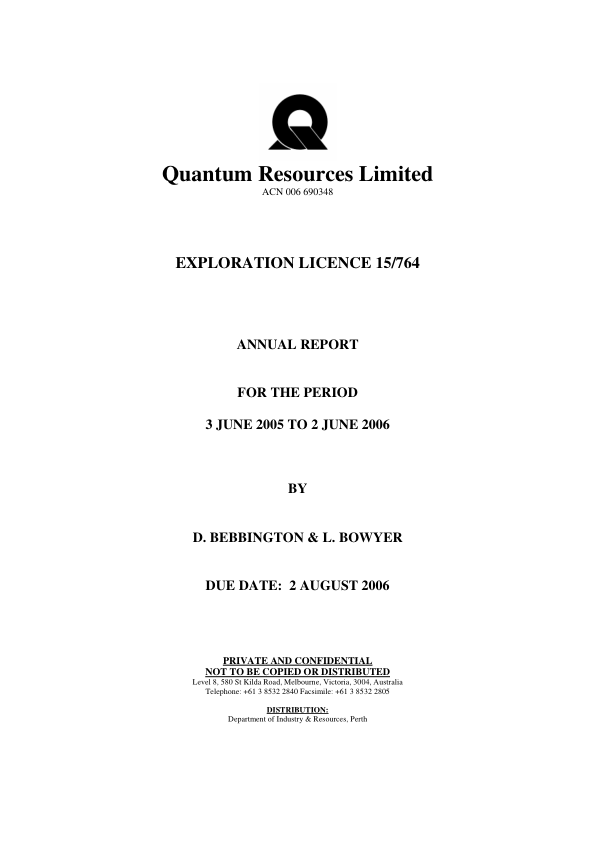 Quantum Resources Limited
ACN 006 690348
EXPLORATION LICENCE 15/764
ANNUAL REPORT
FOR THE PERIOD
3 JUNE 2005 TO 2 JUNE 2006
BY
D. BEBBINGTON & L. BOWYER
DUE DATE:  2 AUGUST 2006
PRIVATE AND CONFIDENTIAL
NOT TO BE COPIED OR DISTRIBUTED
Level 8, 580 St Kilda Road, Melbourne, Victoria, 3004, Australia
Telephone: +61 3 8532 2840 Facsimile: +61 3 8532 2805
DISTRIBUTION:
Department of Industry & Resources, Perth